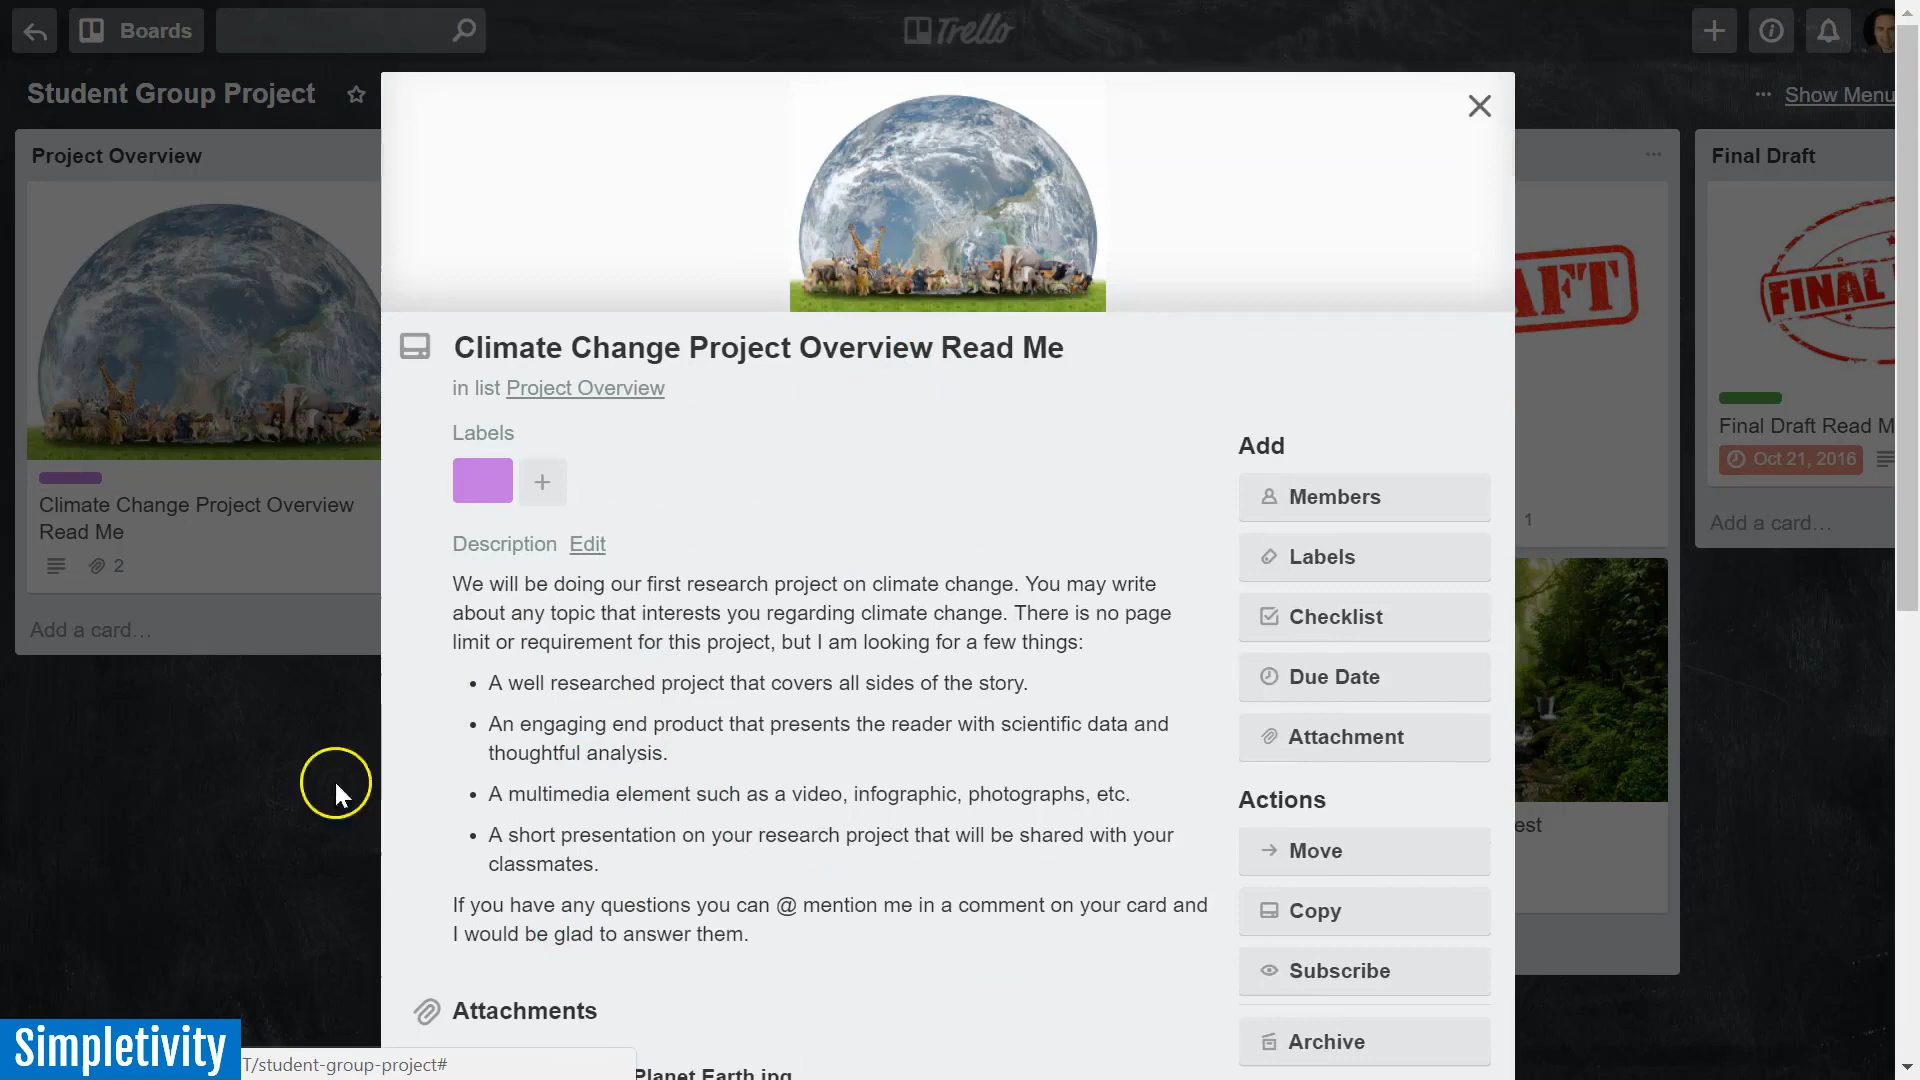 Boards
Trello
Student Group Project
Show Menu
Project Overview
Climate Change Project Overview
Read Me
2
Add a card…
Climate Change Project Overview Read Me
in list Project Overview
Labels
+
Description Edit
We will be doing our first research project on climate change. You may write
about any topic that interests you regarding climate change. There is no page
limit or requirement for this project, but I am looking for a few things:
• A well researched project that covers all sides of the story.
• An engaging end product that presents the reader with scientific data and
thoughtful analysis.
• A multimedia element such as a video, infographic, photographs, etc.
• A short presentation on your research project that will be shared with your
classmates.
If you have any questions you can @ mention me in a comment on your card and
I would be glad to answer them.
Attachments
Planet Earth.jpg
Add
Members
Labels
Checklist
Due Date
Attachment
Actions
Move
Copy
Subscribe
Archive
AFT
1
est
Final Draft
FINAL
Final Draft Read M
Oct 21, 2016
Add a card…
Simpletivity
T/student-group-project#